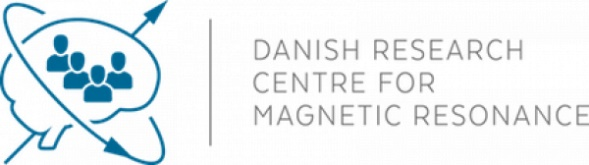 DANISH RESEARCH
CENTRE FOR
MAGNETIC RESONANCE